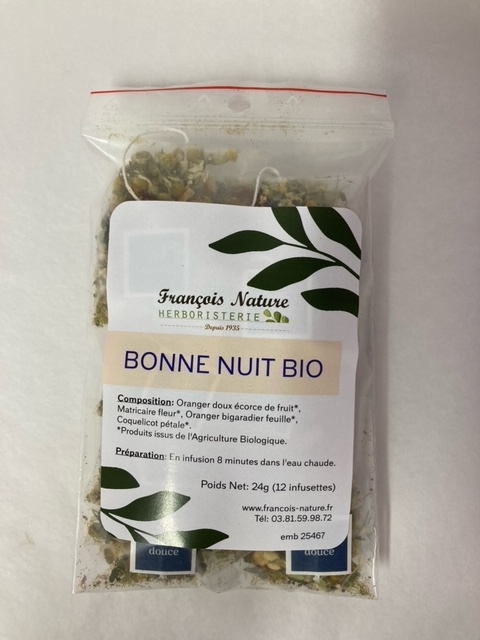 François Nature
HERBORISTERIE
Depuis 1935
BONNE NUIT BIO
Composition: Oranger doux écorce de fruit*,
Matricaire fleur*, Oranger bigaradier feuille*,
Coquelicot pétale*.
*Produits issus de l'Agriculture Biologique.
Préparation: En infusion 8 minutes dans l'eau chaude.
Poids Net: 24g (12 infusettes)
www.francois-nature.fr
Tél: 03.81.59.98.72
emb 25467
douce
douce